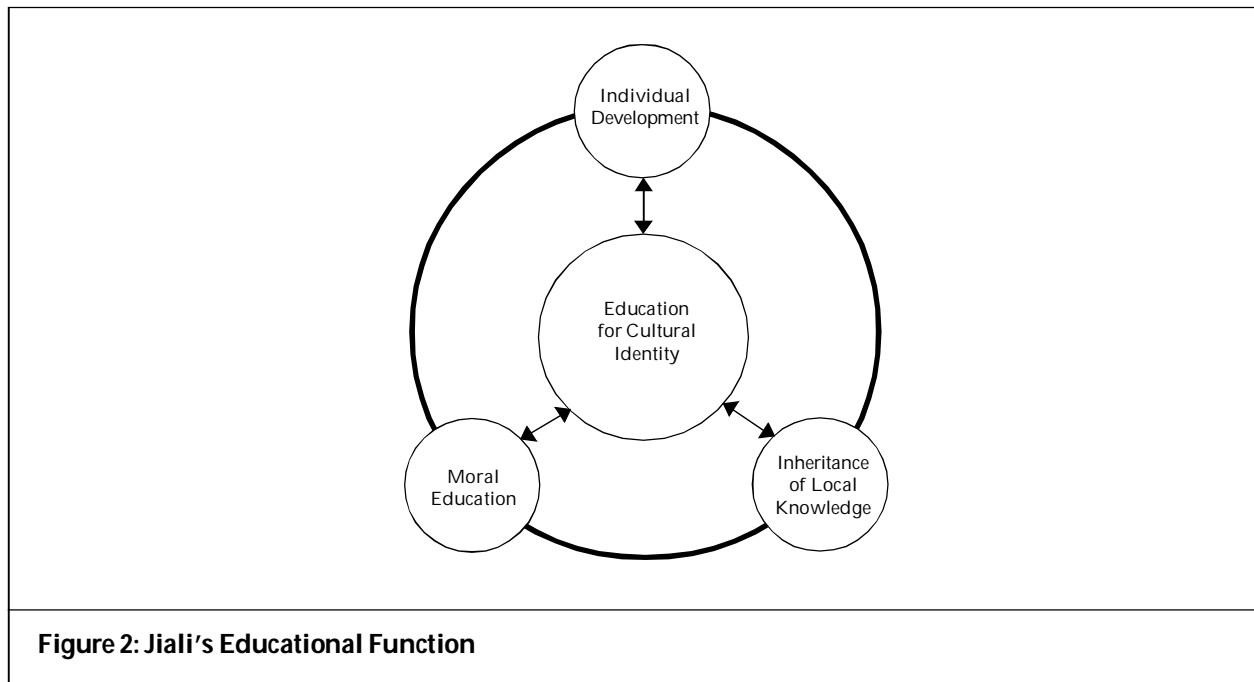 Individual
Development
Education
for Cultural
Identity
Moral
Education
Inheritance
of Local
Knowledge
Figure 2: Jiali's Educational Function